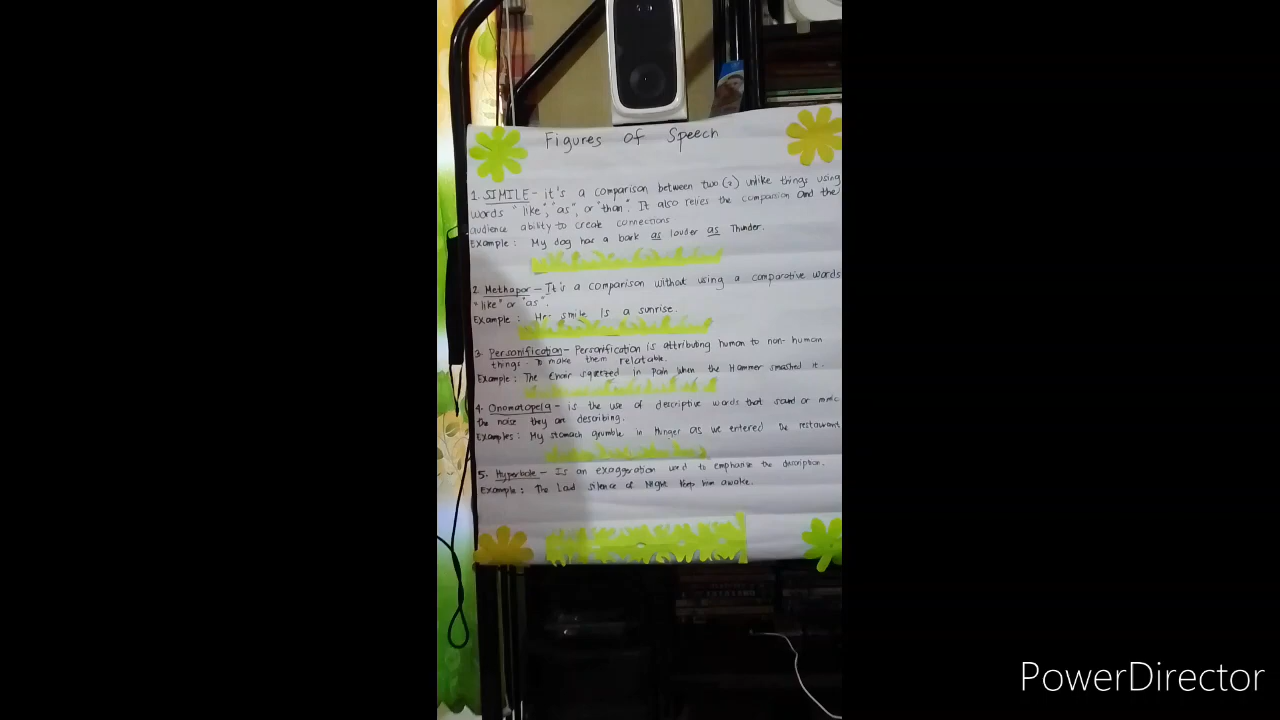 Figures of Speech
1. SIMILE - it's a comparison between two (2) unlike things using
words "like", "as", or "than". It also relies the comparsion and the
audience ability to create connections
Example: My dog has a bark as louder as Thunder.
2. Methapor - It's a comparison without using a comparative words
"like" or "as".
Example: Her smile Is a sunrise.
3. Personification - Personification is attributing human to non-human
things. To make them relatable.
Example: The in Pain when the Hammer smashed it.
4. - is the use of descriptive words that sound or mimic
the noise they are describing.
Examples: My stomach grumble in Hunger as we entered the restaurant
5. Hyperbole - Is an exaggeration word to emphasize the description.
Example: The Loud silence of Night keep him awake.
PowerDirector